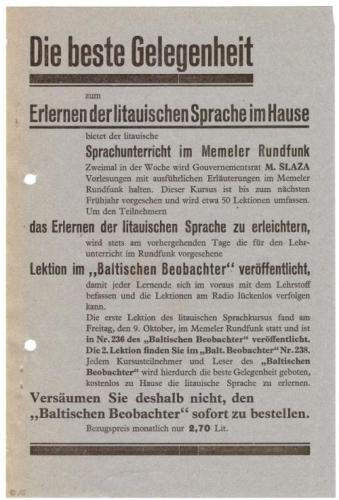 Die beste Gelegenheit
zum
Erlernen der litauischen Sprache im Hause
bietet der litauische
Sprachunterricht im Memeler Rundfunk
Zweimal in der Woche wird Gouvernementsrat M. ŠLAZA
Vorlesungen mit ausführlichen Erläuterungen im Memeler
Rundfunk halten. Dieser Kursus ist bis zum nächsten
Frühjahr vorgesehen und wird etwa 50 Lektionen umfassen.
Um den Teilnehmern
das Erlernen der litauischen Sprache zu erleichtern,
wird stets am vorhergehenden Tage die für den Lehr-
unterricht im Rundfunk vorgesehene
Lektion im „Baltischen Beobachter“ veröffentlicht,
damit jeder Lernende sich im voraus mit dem Lehrstoff
befassen und die Lektionen am Radio lückenlos verfolgen
kann.
Die erste Lektion des litauischen Sprachkursus fand am
Freitag, den 9. Oktober, im Memeler Rundfunk statt und ist
in Nr. 236 des „Baltischen Beobachter“ veröffentlicht.
Die 2. Lektion finden Sie im „Balt. Beobachter“ Nr. 238.
Jedem Kursusteilnehmer und Leser des „Baltischen
Beobachter“ wird hierdurch die beste Gelegenheit geboten,
kostenlos zu Hause die litauische Sprache zu erlernen.
Versäumen Sie deshalb nicht, den
„Baltischen Beobachter“ sofort zu bestellen.
Bezugspreis monatlich nur 2,70 Lit.